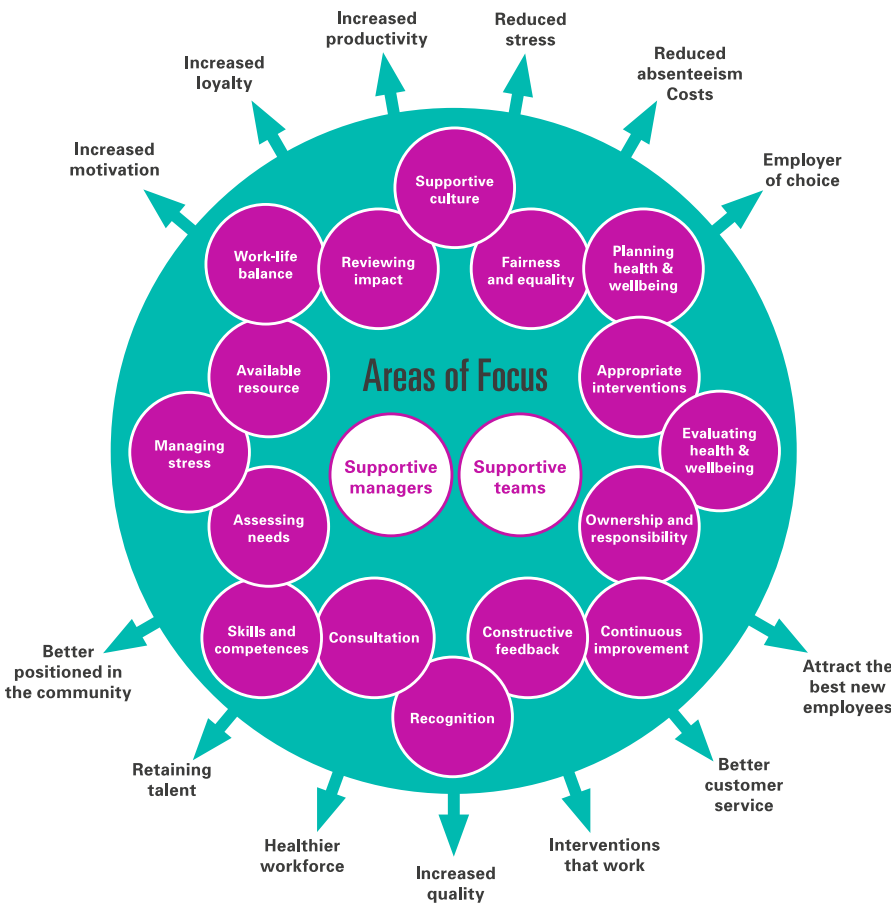 Increased
productivity
Reduced
stress
Increased
loyalty
Reduced
absenteeism
Costs
Increased
motivation
Employer
of choice
Supportive
culture
Work-life
balance
Reviewing
impact
Fairness
and equality
Planning
health &
wellbeing
Areas of Focus
Available
resource
Appropriate
interventions
Managing
stress
Supportive
managers
Supportive
teams
Evaluating
health &
wellbeing
Assessing
needs
Ownership and
responsibility
Skills and
competences
Consultation
Constructive
feedback
Continuous
improvement
Recognition
Better
positioned in
the community
Attract the
best new
employees
Retaining
talent
Better
customer
service
Healthier
workforce
Increased
quality
Interventions
that work